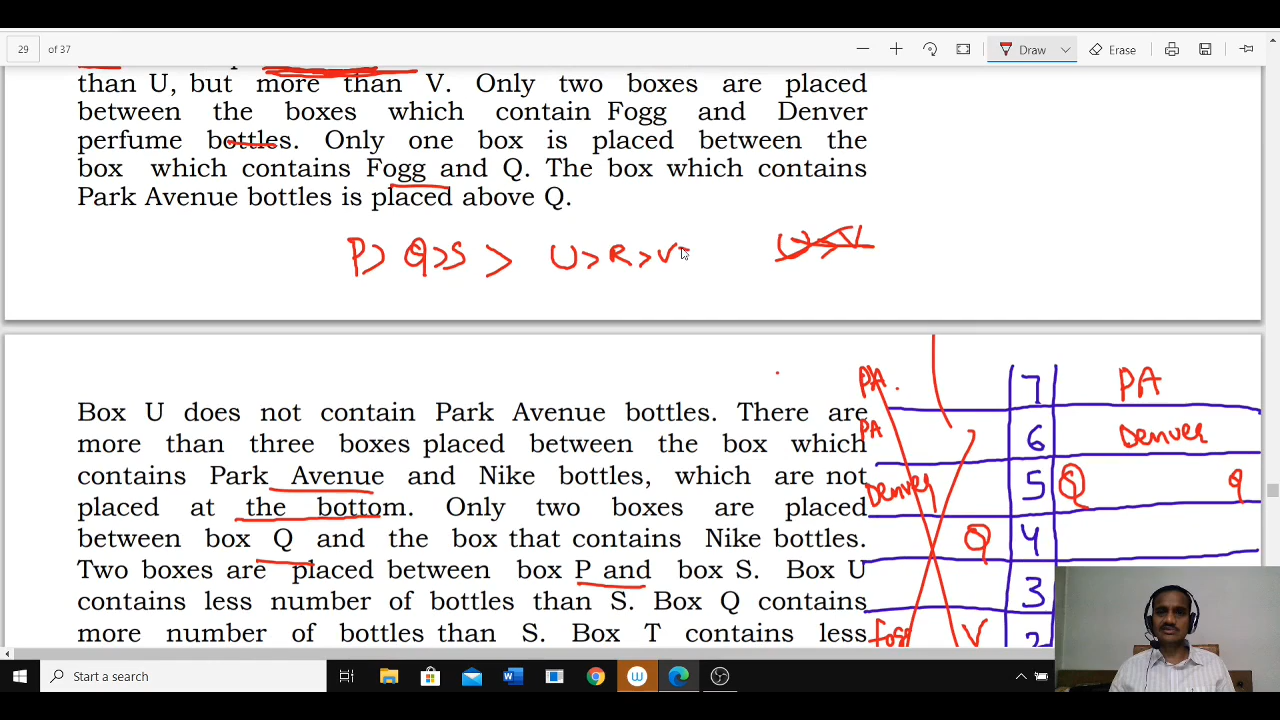 29 of 37 Draw Erase
than U, but more than V. Only two boxes are placed
between the boxes which contain Fogg and Denver
perfume bottles. Only one box is placed between the
box which contains Fogg and Q. The box which contains
Park Avenue bottles is placed above Q.
P> Q>S > U>R>V
Box U does not contain Park Avenue bottles. There are
more than three boxes placed between the box which
contains Park Avenue and Nike bottles, which are not
placed at the bottom. Only two boxes are placed
between box Q and the box that contains Nike bottles.
Two boxes are placed between box P and box S. Box U
contains less number of bottles than S. Box Q contains
more number of bottles than S. Box T contains less
PA 7 PA
PA 6 Denver
Denver 5 Q Q
Q 4
3
Fogg V 2
Start Type here to search